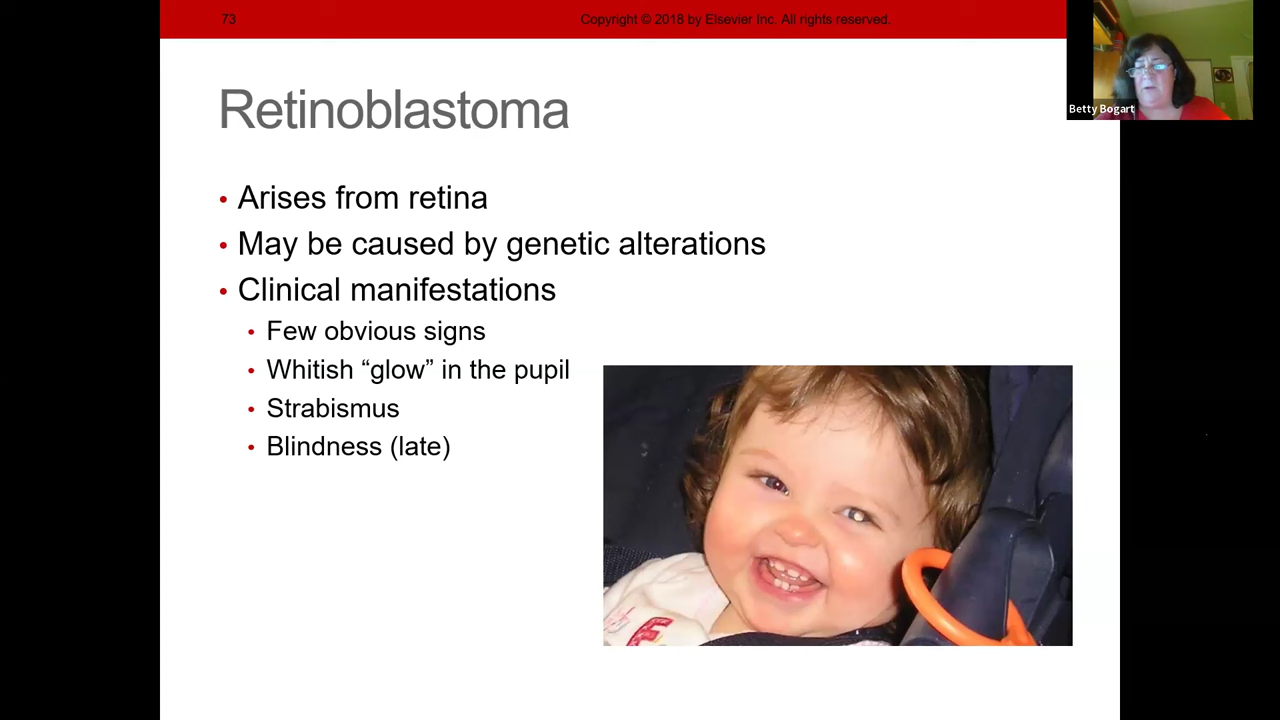 73
Copyright © 2018 by Elsevier Inc. All rights reserved.
Betty Bogart
Retinoblastoma
• Arises from retina
• May be caused by genetic alterations
• Clinical manifestations
• Few obvious signs
• Whitish “glow” in the pupil
• Strabismus
• Blindness (late)